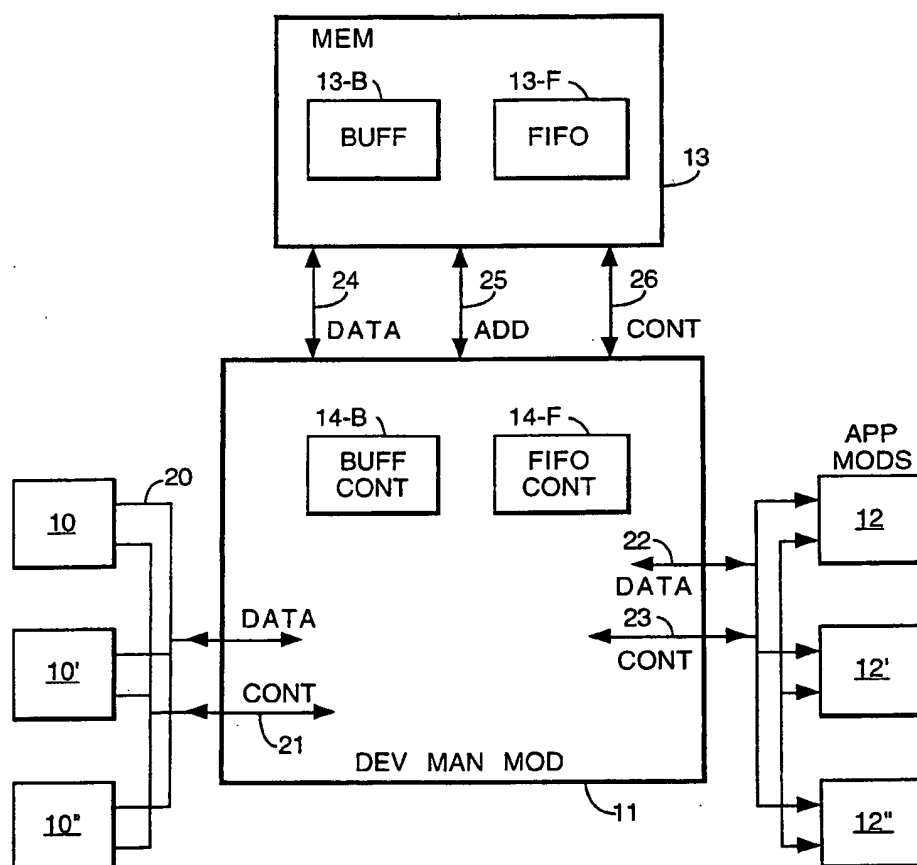 MEM
13-B
13-F
BUFF
FIFO
13
24
25
26
DATA
ADD
CONT
14-B
14-F
BUFF
CONT
FIFO
CONT
APP
MODS
20
10
12
22
DATA
DATA
23
CONT
10'
12'
CONT
21
DEV MAN MOD
11
10"
12"